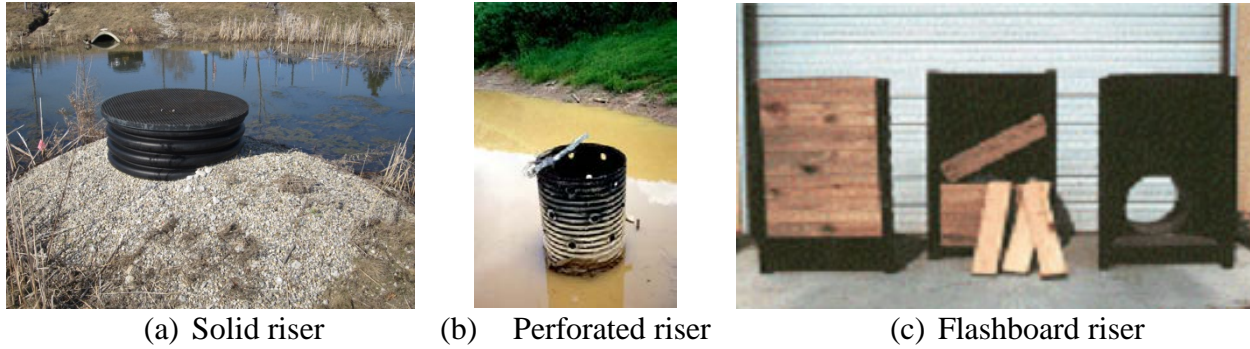 (a) Solid riser
(b) Perforated riser
(c) Flashboard riser